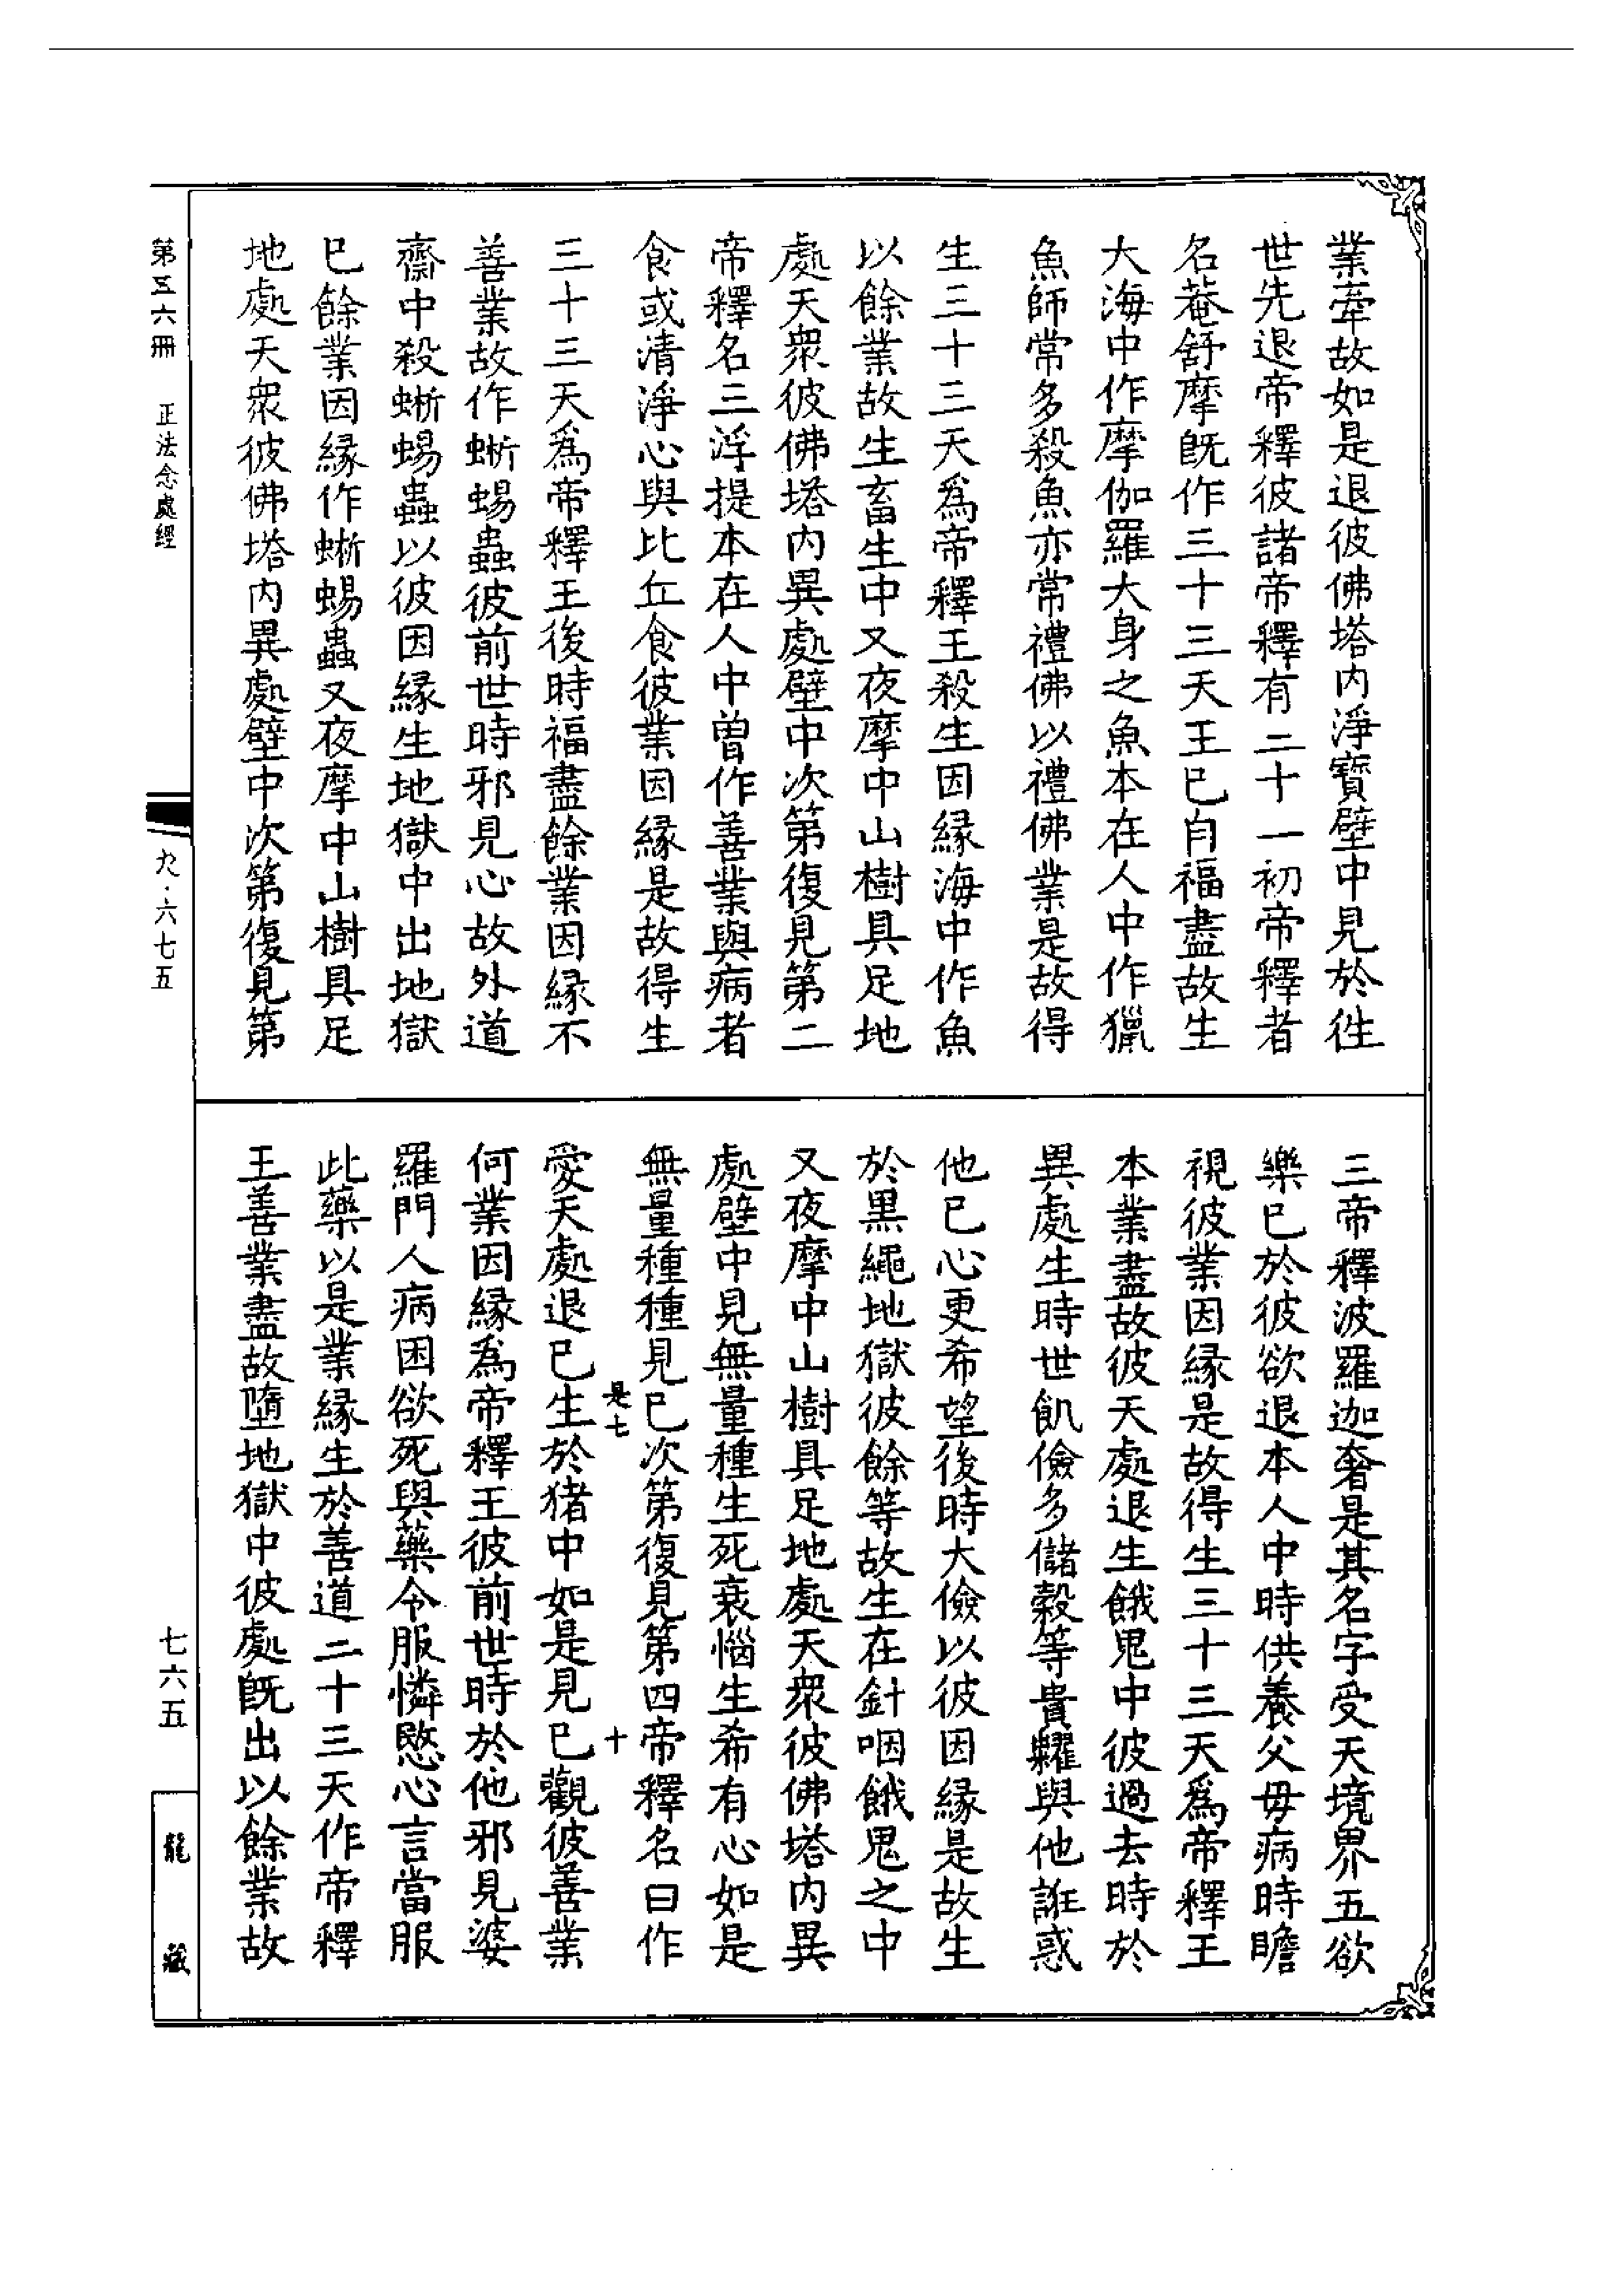 業牽故如是退彼佛塔內淨寶壁中見於徃
世先退帝釋彼諸帝釋有二十一初帝釋者
名菴舒摩旣作三十三天王已自福盡故生
大海中作摩伽羅大身之魚本在人中作獵
魚師常多殺魚亦常禮佛以禮佛業是故得
生三十三天爲帝釋王殺生因緣海中作魚
以餘業故生畜生中又夜摩中山樹具足地
處天衆彼佛塔內異處壁中次第復見第二
帝釋名三浮提本在人中曾作善業與病者
食或清淨心與比丘食彼業因緣是故得生
三十三天爲帝釋王後時福盡餘業因緣不
善業故作蜥蜴蟲彼前世時邪見心故外道
齋中殺蜥蜴蟲以彼因緣生地獄中出地獄
已餘業因緣作蜥蜴蟲又夜摩中山樹具足
地處天衆彼佛塔內異處壁中次第復見第
三帝釋波羅迦奢是其名字受天境界五欲
樂已於彼欲退本人中時供養父母病時瞻
視彼業因緣是故得生三十三天爲帝釋王
本業盡故彼天處退生餓鬼中彼過去時於
異處生時世飢儉多儲穀等貴糶與他誑惑
他已心更希望後時大儉以彼因緣是故生
於黒繩地獄彼餘等故生在針咽餓鬼之中
又夜摩中山樹具足地處天衆彼佛塔內異
處壁中見無量種生死衰惱生希有心如是
無量種種見已次第復見第四帝釋名曰作
是七 十
愛天處退已生於猪中如是見已觀彼善業
何業因緣爲帝釋王彼前世時於他邪見婆
羅門人病困欲死與藥令服憐愍心言當服
此藥以是業緣生於善道二十三天作帝釋
王善業盡故墮地獄中彼處旣出以餘業故
第五六冊 正法念處經
九·六七五
七六五
龍藏